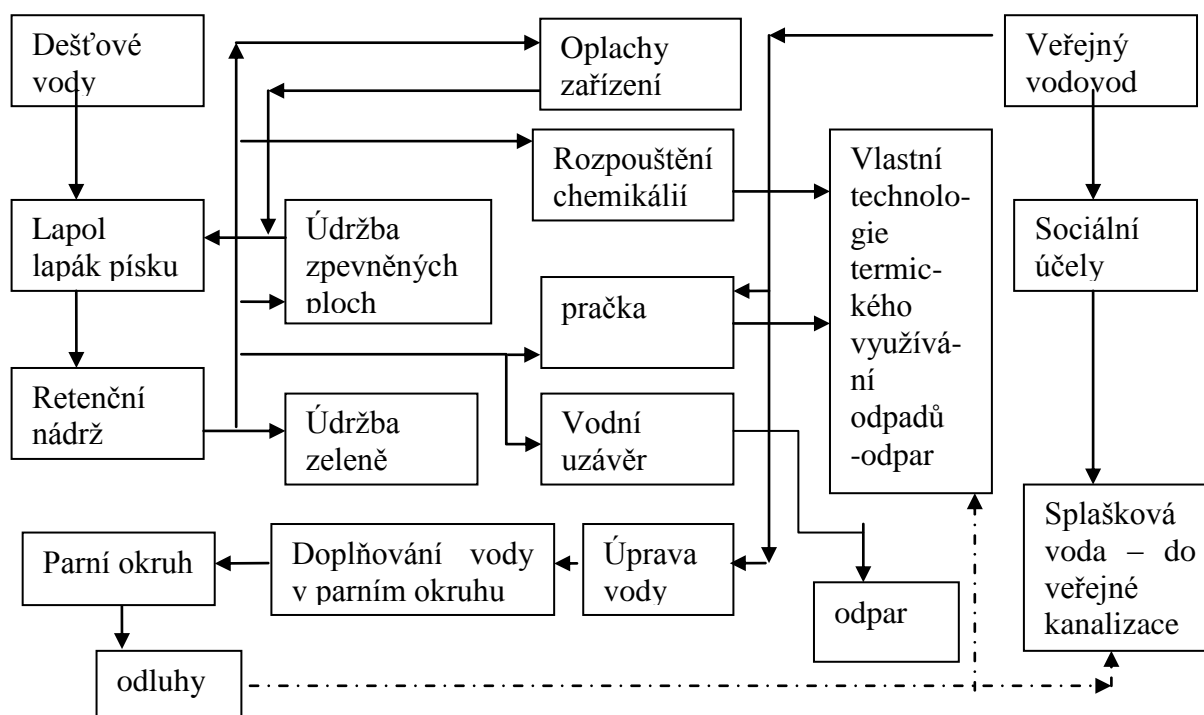 Dešťové
vody
Oplachy
zařízení
Veřejný
vodovod
Rozpouštění
chemikálií
Vlastní
technolo-
gie
termic-
kého
využívá-
ní
odpadů
-odpar
Lapol
lapák písku
Údržba
zpevněných
ploch
Sociální
účely
pračka
Retenční
nádrž
Údržba
zeleně
Vodní
uzávěr
Splašková
voda – do
veřejné
kanalizace
Parní okruh
Doplňování vody
v parním okruhu
Úprava
vody
odpar
odluhy